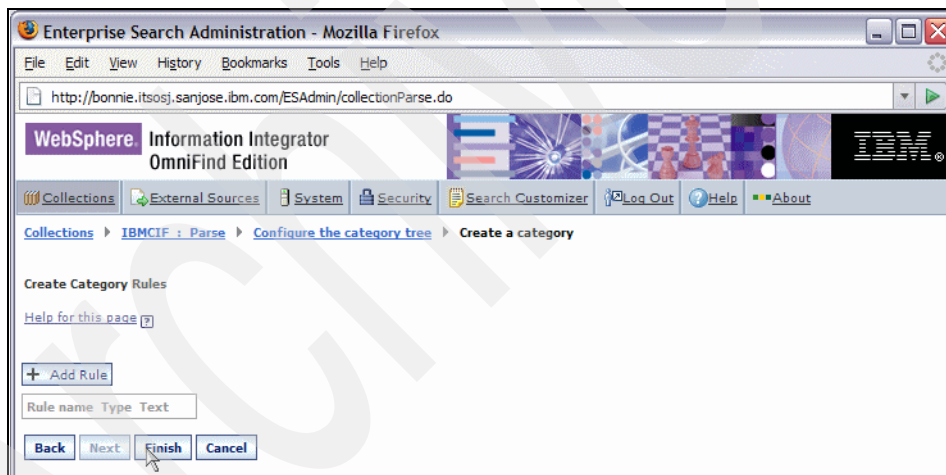 Enterprise Search Administration - Mozilla Firefox
File Edit View History Bookmarks Tools Help
http://bonnie.itsosj.sanjose.ibm.com/ESAdmin/collectionParse.do
WebSphere. Information Integrator
OmniFind Edition
IBM®
Collections External Sources System Security Search Customizer Log Out Help About
Collections IBMCIF : Parse Configure the category tree Create a category
Create Category Rules
Help for this page ?
+ Add Rule
Rule name Type Text
Back Next Finish Cancel